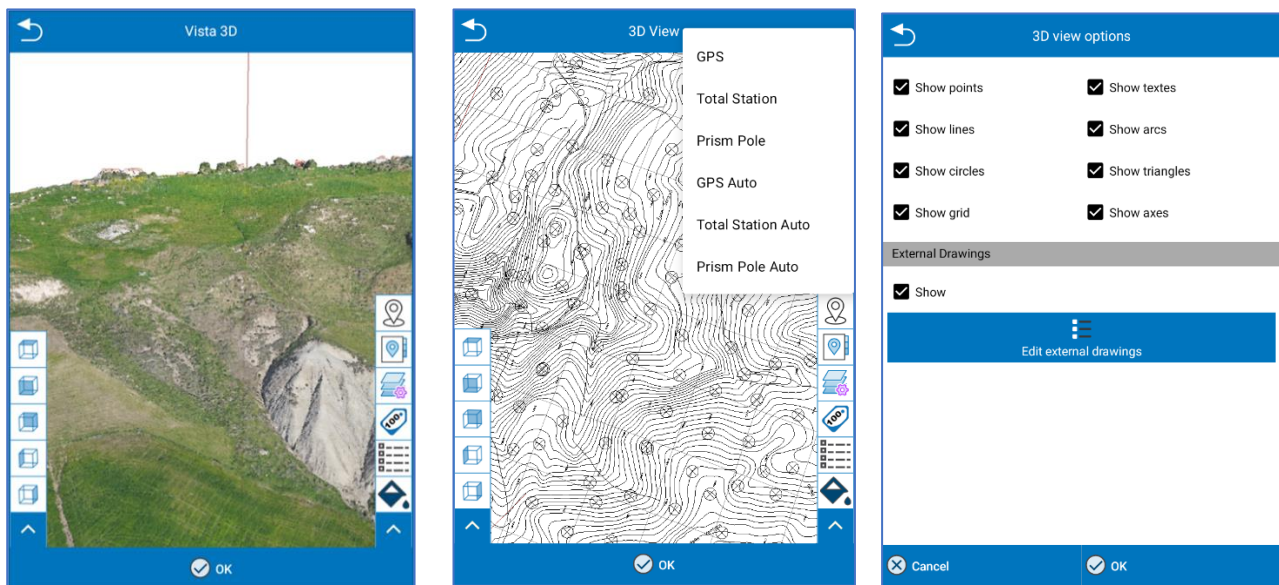 Vista 3D
100+
OK
3D View
GPS
Total Station
Prism Pole
GPS Auto
Total Station Auto
Prism Pole Auto
100+
OK
3D view options
Show points
Show textes
Show lines
Show arcs
Show circles
Show triangles
Show grid
Show axes
External Drawings
Show
Edit external drawings
Cancel
OK